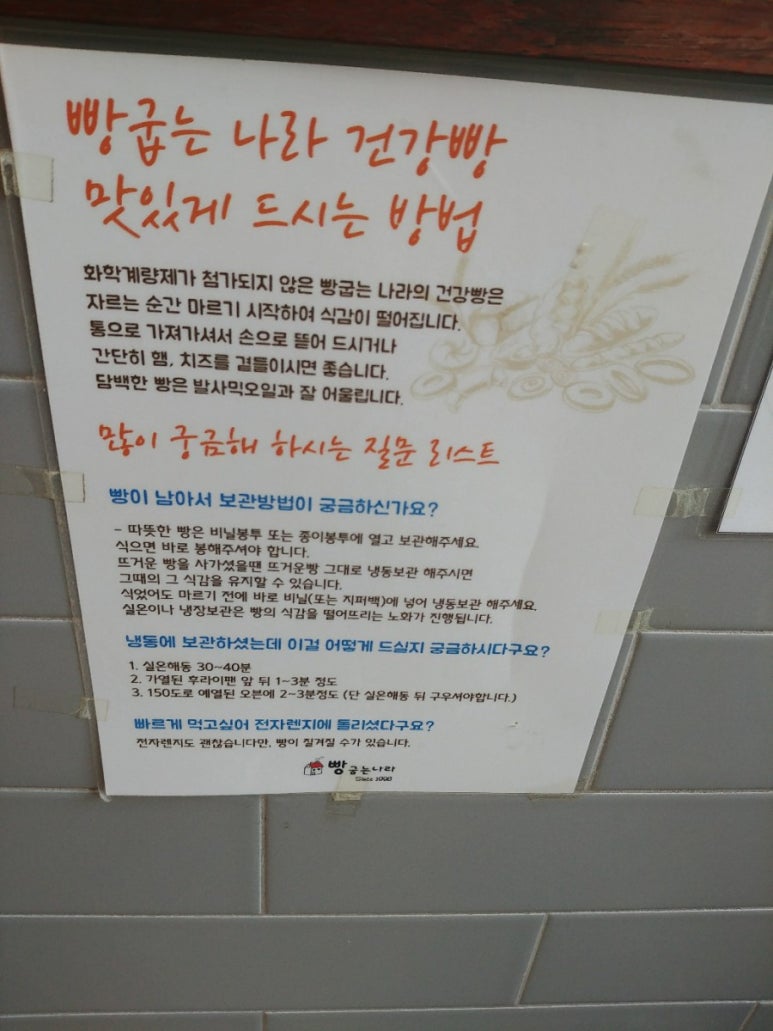 빵굽는 나라 건강빵
맛있게 드시는 방법
화학계량제가 첨가되지 않은 빵굽는 나라의 건강빵은
자르는 순간 마르기 시작하여 식감이 떨어집니다.
통으로 가져가셔서 손으로 뜯어 드시거나
간단히 햄, 치즈를 곁들이시면 좋습니다.
담백한 빵은 발사믹오일과 잘 어울립니다.
많이 궁금해 하시는 질문 리스트
빵이 남아서 보관방법이 궁금하신가요?
- 따뜻한 빵은 비닐봉투 또는 종이봉투에 열고 보관해주세요.
식으면 바로 봉해주셔야 합니다.
뜨거운 빵을 사가셨을땐 뜨거운빵 그대로 냉동보관 해주시면
그때의 그 식감을 유지할 수 있습니다.
식었어도 마르기 전에 바로 비닐(또는 지퍼백)에 넣어 냉동보관 해주세요.
실온이나 냉장보관은 빵의 식감을 떨어뜨리는 노화가 진행됩니다.
냉동에 보관하셨는데 이걸 어떻게 드실지 궁금하시다구요?
1. 실온해동 30~40분
2. 가열된 후라이팬 앞 뒤 1~3분 정도
3. 150도로 예열된 오븐에 2~3분정도 (단 실온해동 뒤 구우셔야합니다.)
빠르게 먹고싶어 전자렌지에 돌리셨다구요?
전자렌지도 괜찮습니다만, 빵이 질겨질 수가 있습니다.
빵굽는나라
Since 1990